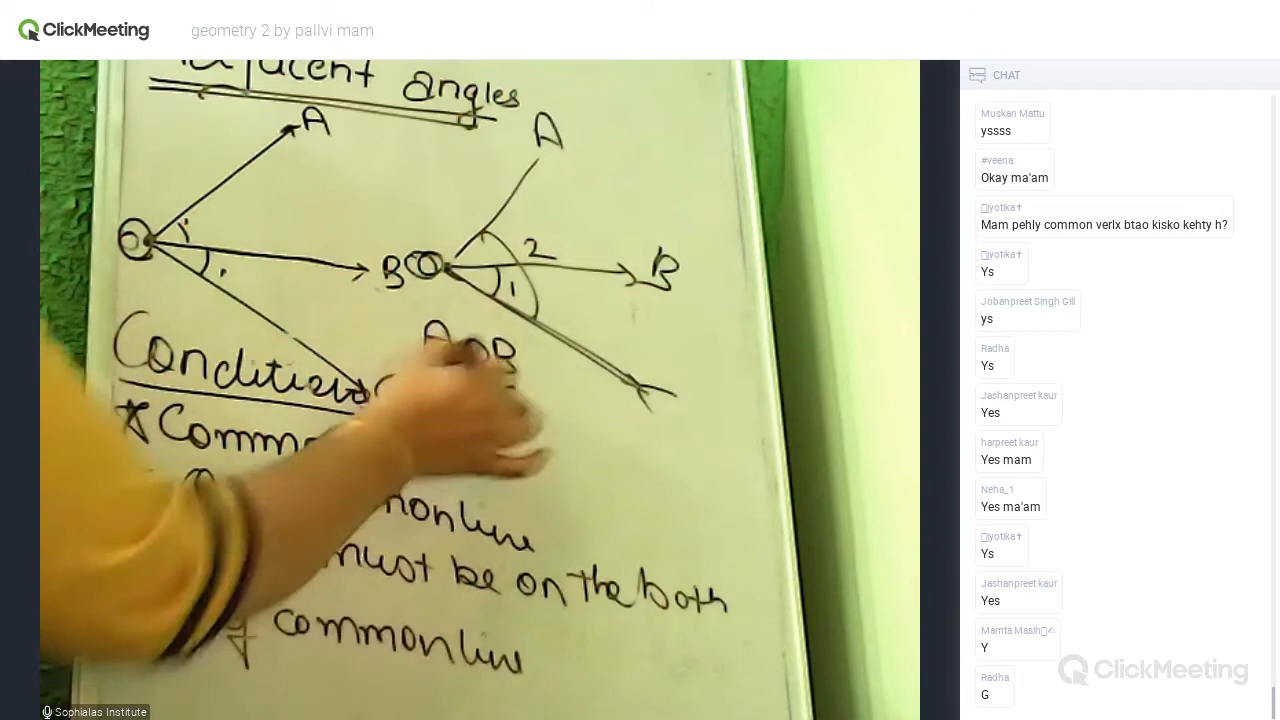 ClickMeeting
geometry 2 by pallvi mam
CHAT
angles
A
A
2
B
B
1
Condition
* Comm
common line
must be on the both
of common line
Sophialas Institute
Muskan Mattu
yssss
#veena:
Okay ma'am
jyotika✝
Mam pehly common verlx btao kisko kehty h?
jyotika✝
Ys
Jobanpreet Singh Gill
ys
Radha
Ys
Jashanpreet kaur
Yes
harpreet kaur
Yes mam
Neha_1
Yes ma'am
jyotika✝
Ys
Jashanpreet kaur
Yes
Mamta Masih
Y
Radha
G
ClickMeeting